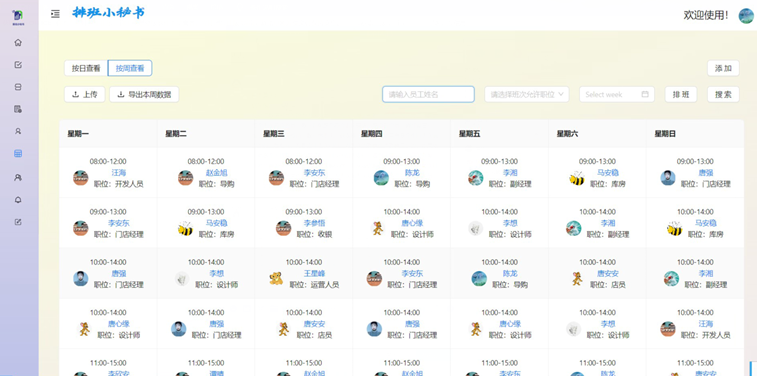 排班小秘书
欢迎使用！
按日查看 按周查看
添 加
上传 导出本周数据 请输入员工姓名 请选择班次允许职位 Select week 排 班 搜 索
星期一 星期二 星期三 星期四 星期五 星期六 星期日
08:00-12:00 08:00-12:00 08:00-12:00 09:00-13:00 09:00-13:00 09:00-13:00 09:00-13:00
汪海 赵金旭 李安东 陈龙 李湘 马安稳 唐强
职位：开发人员 职位：导购 职位：门店经理 职位：导购 职位：副经理 职位：库房 职位：门店经理
09:00-13:00 09:00-13:00 09:00-13:00 10:00-14:00 10:00-14:00 10:00-14:00 10:00-14:00
李安东 马安稳 李参悟 唐心缘 李想 李湘 马安稳
职位：门店经理 职位：库房 职位：收银 职位：设计师 职位：设计师 职位：副经理 职位：库房
10:00-14:00 10:00-14:00 10:00-14:00 10:00-14:00 10:00-14:00 10:00-14:00 10:00-14:00
唐强 李想 王星峰 李安东 陈龙 唐安安 李湘
职位：门店经理 职位：设计师 职位：运营人员 职位：门店经理 职位：导购 职位：店员 职位：副经理
10:00-14:00 10:00-14:00 10:00-14:00 10:00-14:00 10:00-14:00 10:00-14:00 10:00-14:00
唐心缘 唐强 唐安安 唐强 唐心缘 李想 汪海
职位：设计师 职位：门店经理 职位：店员 职位：门店经理 职位：设计师 职位：设计师 职位：开发人员
11:00-15:00 11:00-15:00 11:00-15:00 11:00-15:00 11:00-15:00 11:00-15:00 11:00-15:00
李欣安 赵金旭 赵金旭 李安东 陈龙 唐安安